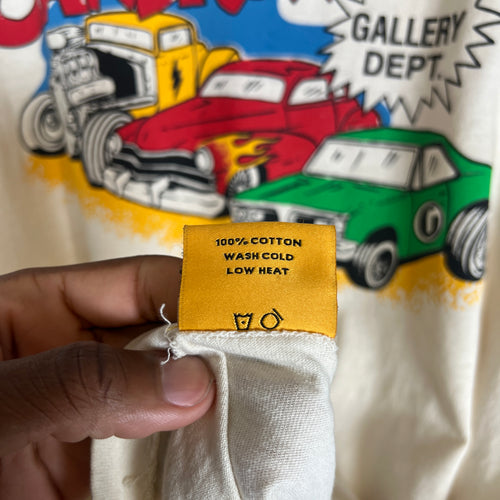 GALLERY
DEPT.
G
100% COTTON
WASH COLD
LOW HEAT